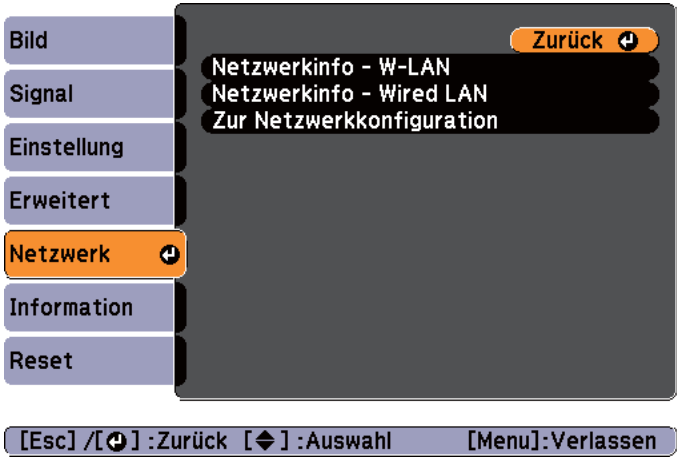 Bild
Signal
Einstellung
Erweitert
Netzwerk
Information
Reset
Zurück
Netzwerkinfo - W-LAN
Netzwerkinfo - Wired LAN
Zur Netzwerkkonfiguration
[Esc] /[ ] :Zurück [ ] :Auswahl [Menu]:Verlassen